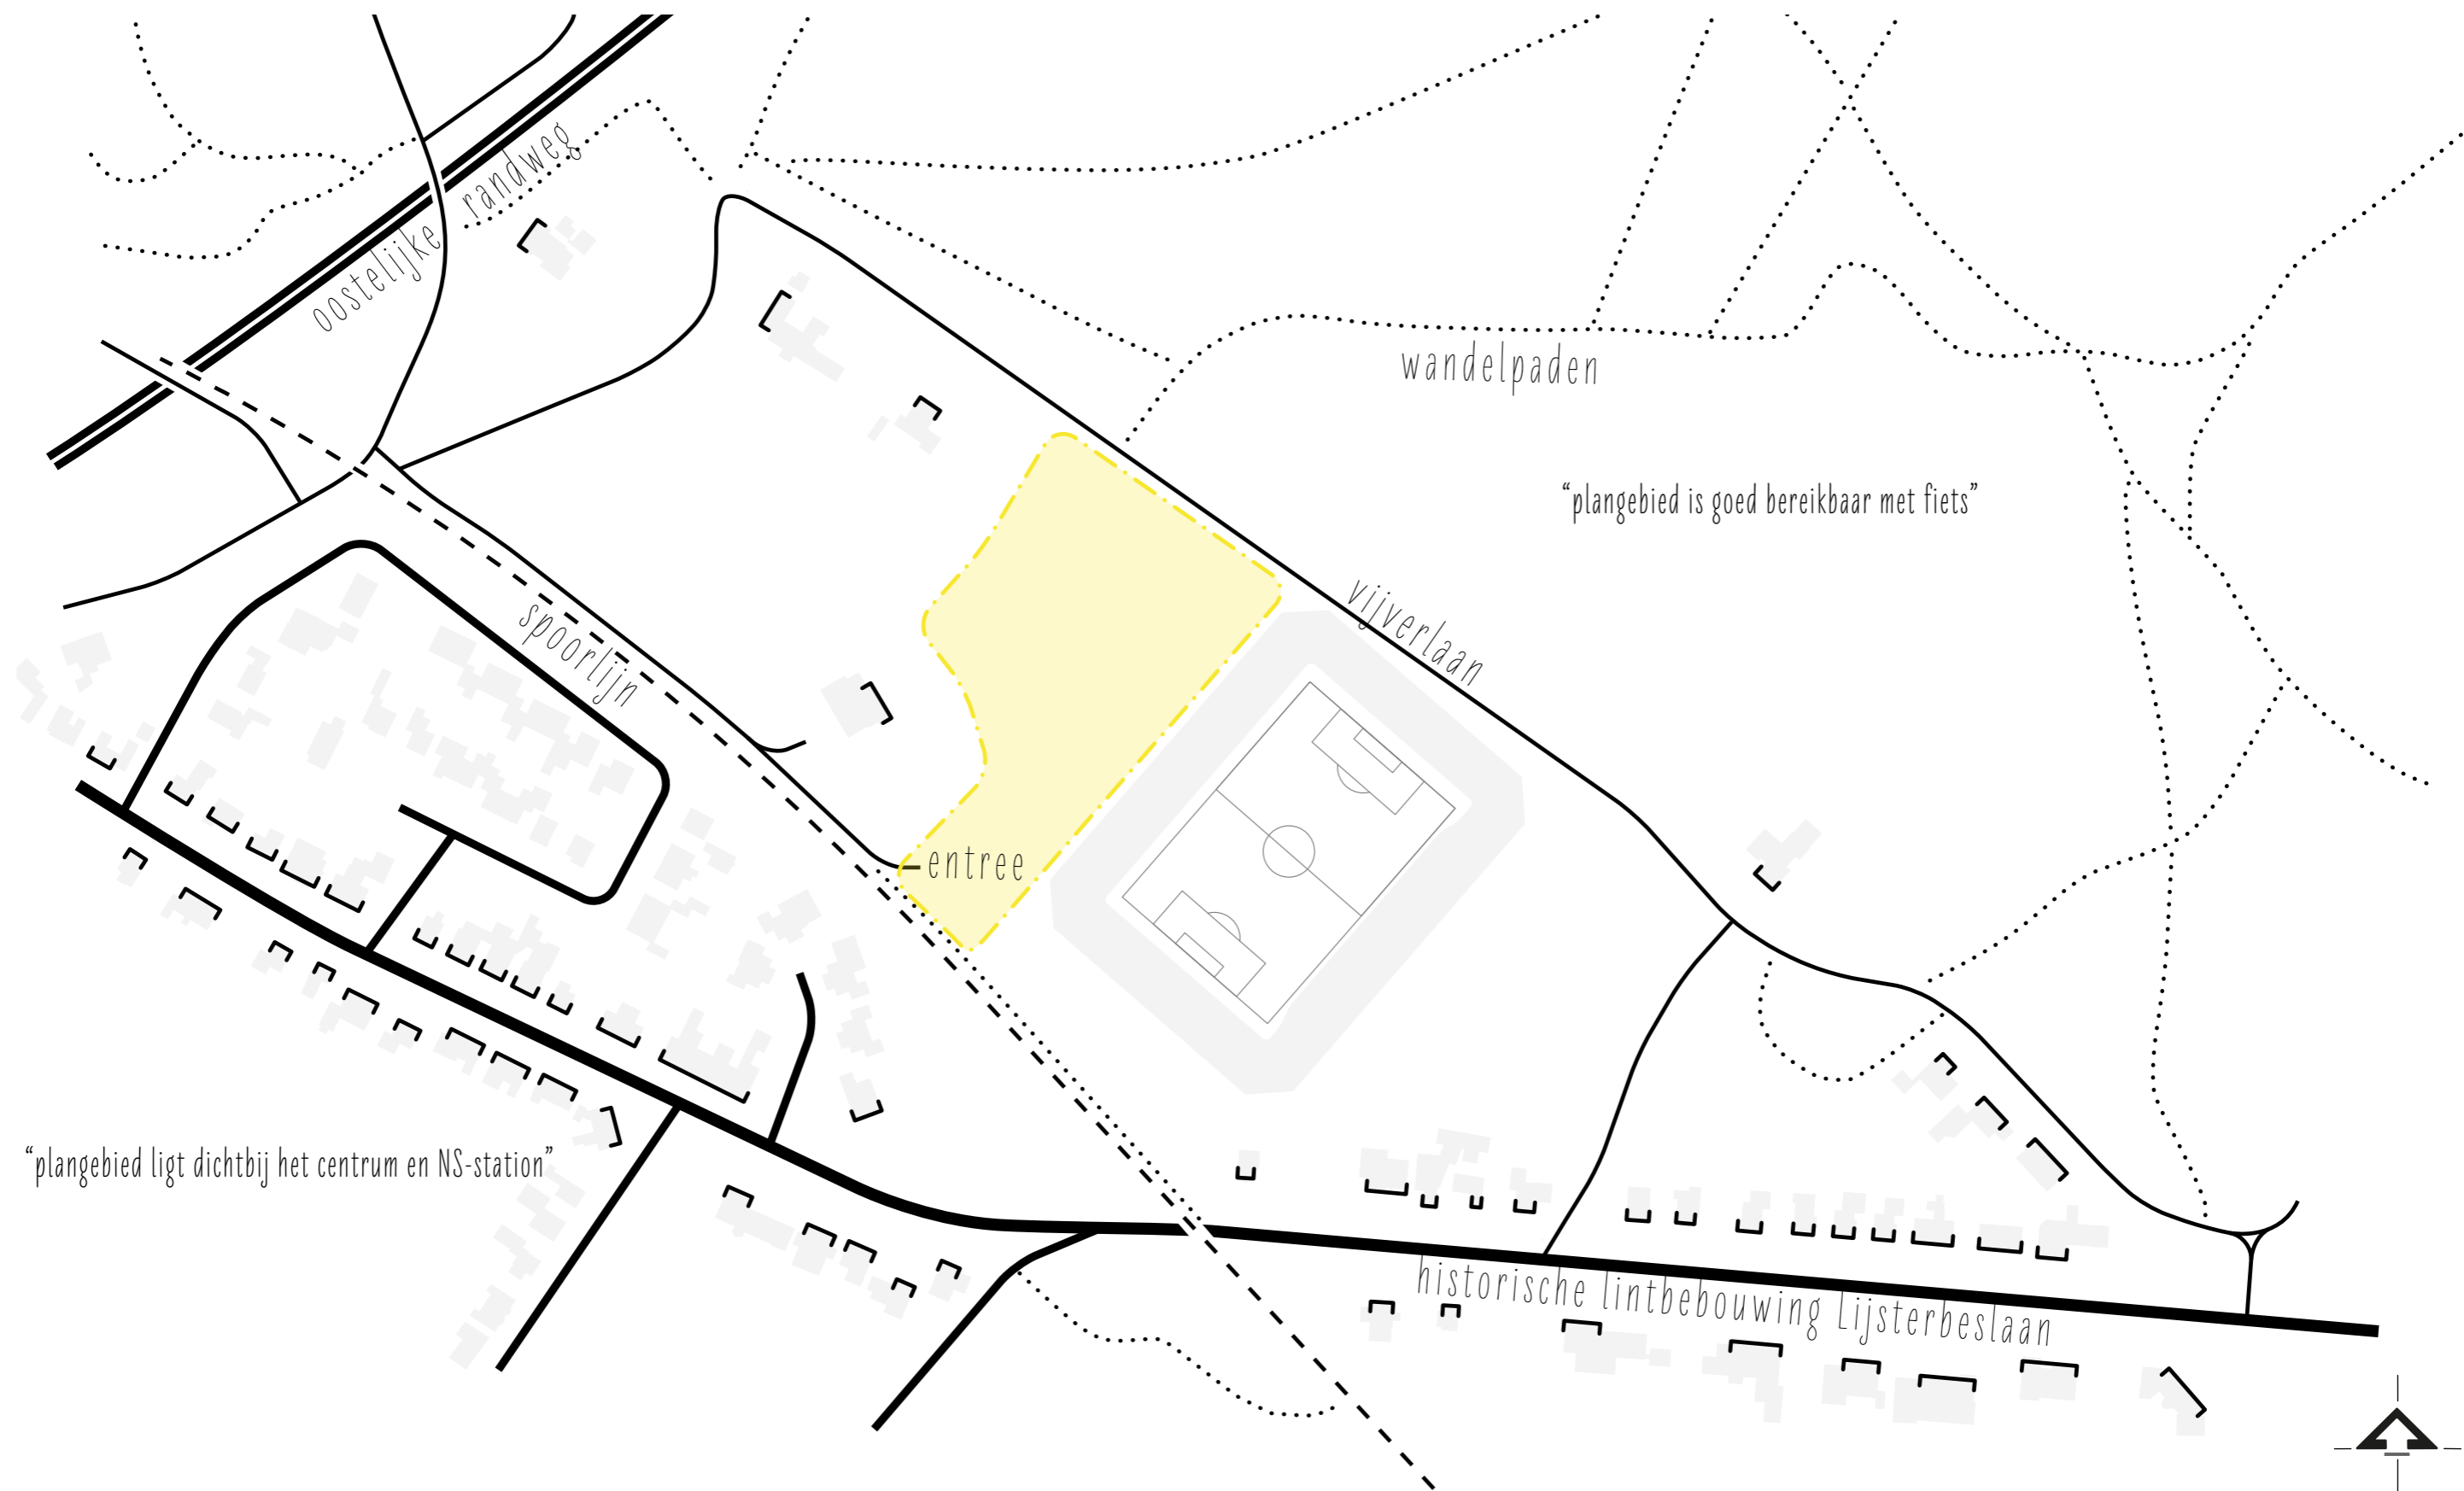 oostelijke randweg
wandelpaden
“plangebied is goed bereikbaar met fiets”
vijverlaan
spoorlijn
entree
“plangebied ligt dichtbij het centrum en NS-station”
historische lintbebouwing Lijsterbeslaan